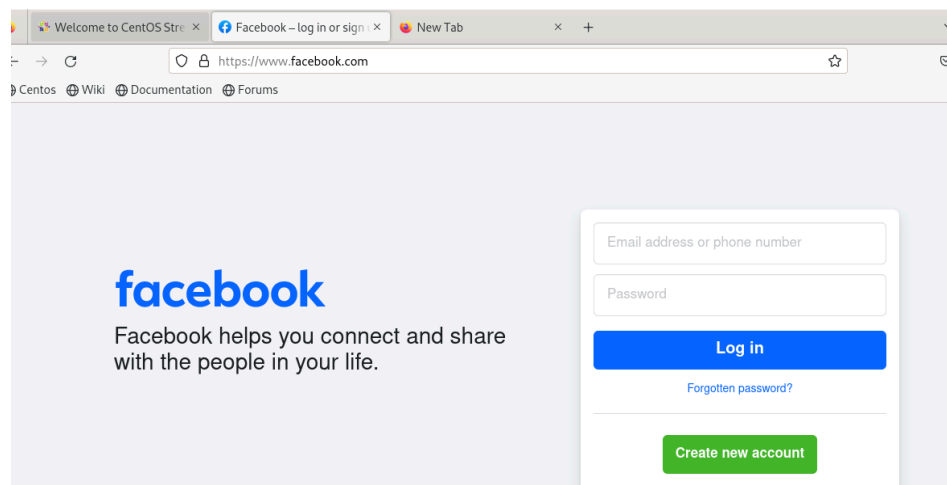 Welcome to CentOS Stre Facebook – log in or sign New Tab
https://www.facebook.com
Centos Wiki Documentation Forums
Email address or phone number
facebook
Password
Facebook helps you connect and share
with the people in your life.
Log in
Forgotten password?
Create new account